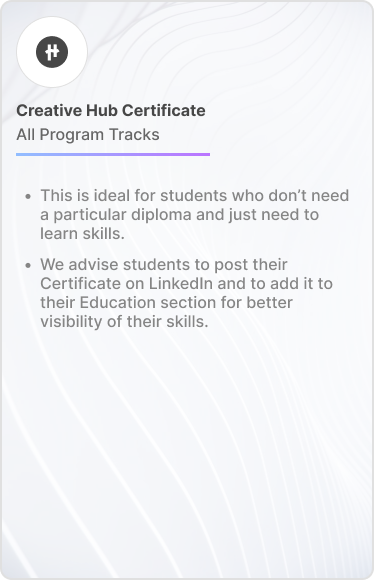 Creative Hub Certificate
All Program Tracks
• This is ideal for students who don’t need
a particular diploma and just need to
learn skills.
• We advise students to post their
Certificate on LinkedIn and to add it to
their Education section for better
visibility of their skills.